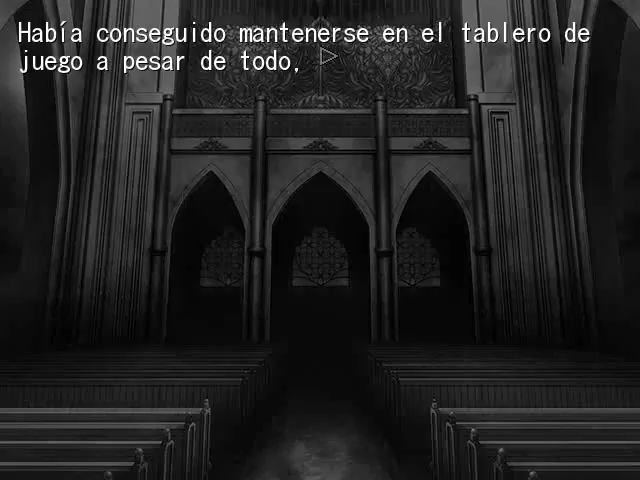 Había conseguido mantenerse en el tablero de
juego a pesar de todo,